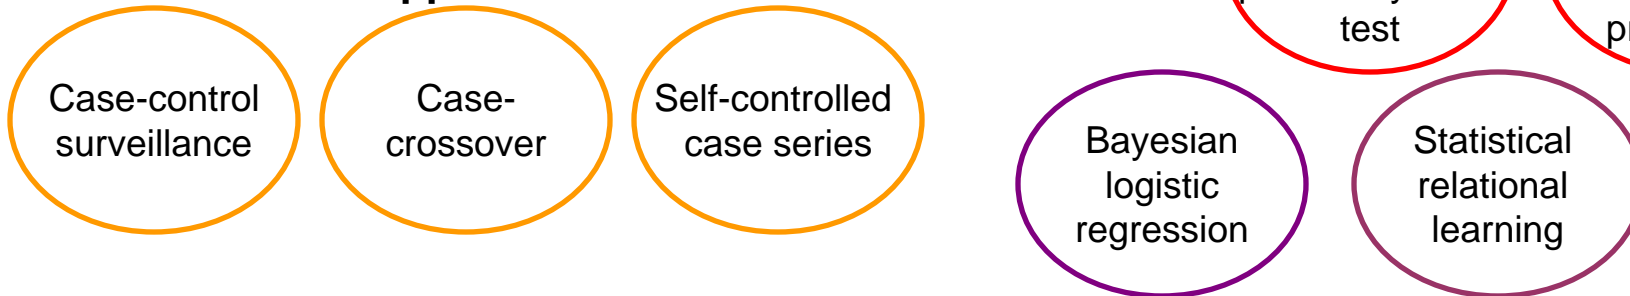 Case-control
surveillance
Case-
crossover
Self-controlled
case series
test
Bayesian
logistic
regression
Statistical
relational
learning